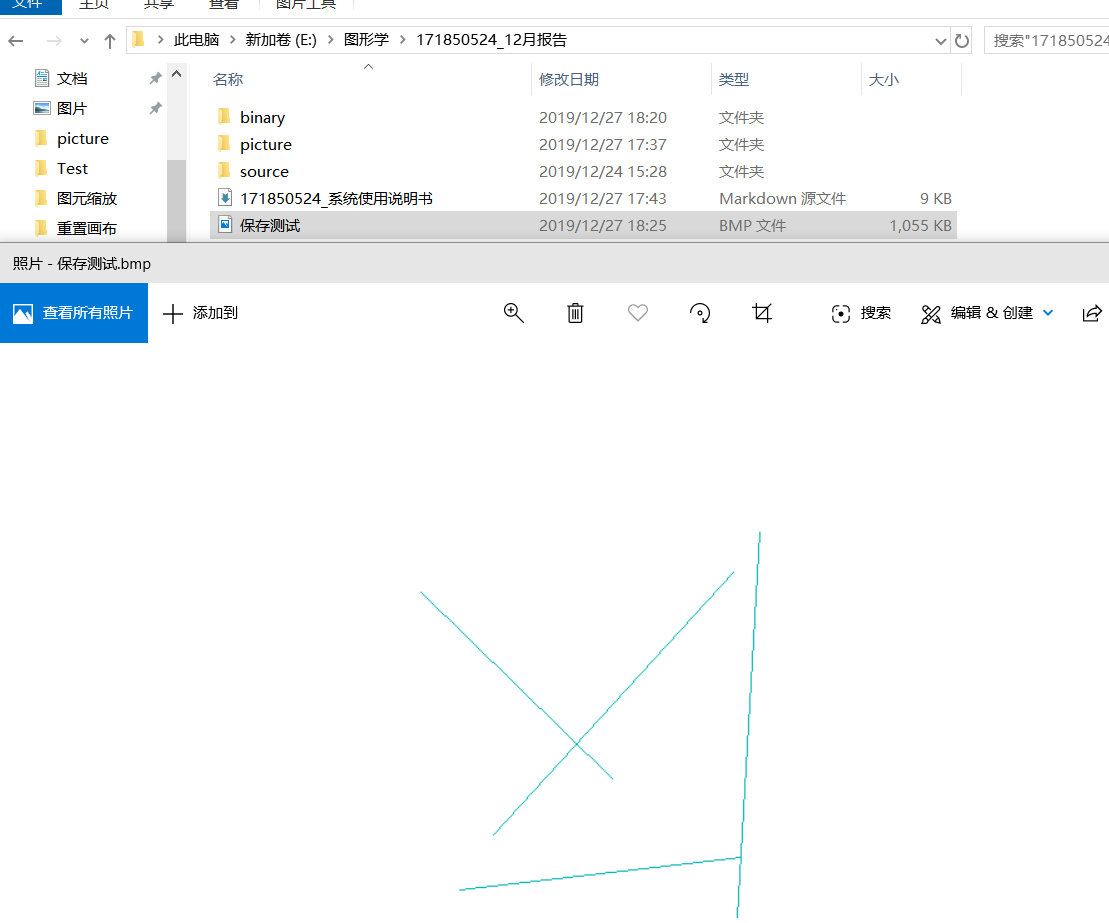 文件 主页 共享 查看 图片工具
此电脑 新加卷 (E:) 图形学 171850524_12月报告 搜索"171850524
文档
图片
picture
Test
图元缩放
重置画布
名称 修改日期 类型 大小
binary 2019/12/27 18:20 文件夹
picture 2019/12/27 17:37 文件夹
source 2019/12/24 15:28 文件夹
171850524_系统使用说明书 2019/12/27 17:43 Markdown 源文件 9 KB
保存测试 2019/12/27 18:25 BMP 文件 1,055 KB
照片 - 保存测试.bmp
查看所有照片 添加到 搜索 编辑 & 创建